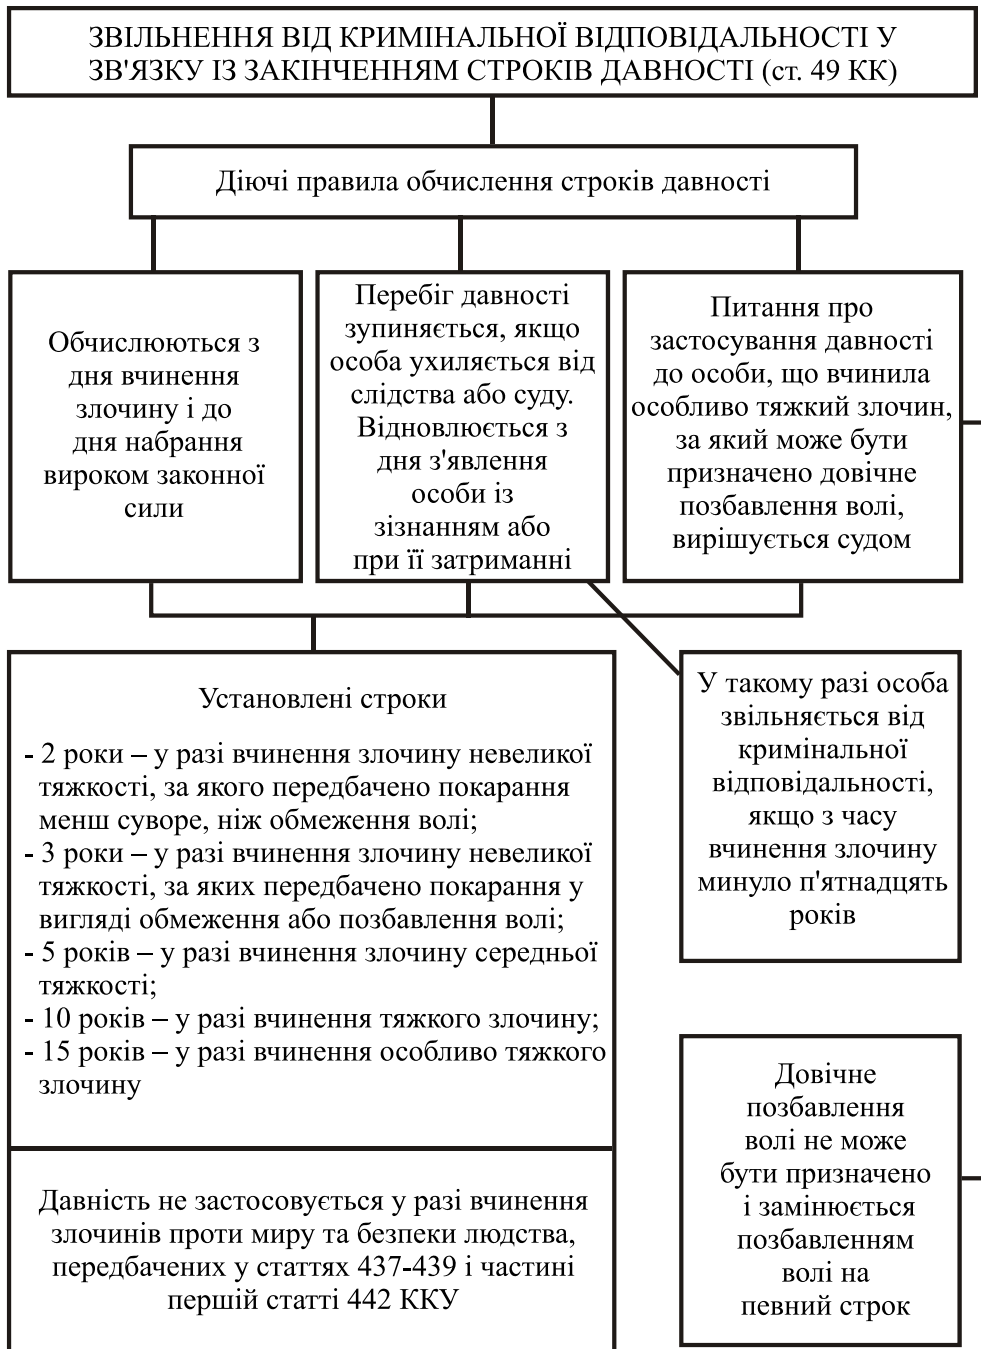 ЗВІЛЬНЕННЯ ВІД КРИМІНАЛЬНОЇ ВІДПОВІДАЛЬНОСТІ У
ЗВ'ЯЗКУ ІЗ ЗАКІНЧЕННЯМ СТРОКІВ ДАВНОСТІ (ст. 49 КК)
Діючі правила обчислення строків давності
Обчислюються з
дня вчинення
злочину і до
дня набрання
вироком законної
сили
Перебіг давності
зупиняється, якщо
особа ухиляється від
слідства або суду.
Відновлюється з
дня з'явлення
особи із
зізнанням або
при її затриманні
Питання про
застосування давності
до особи, що вчинила
особливо тяжкий злочин,
за який може бути
призначено довічне
позбавлення волі,
вирішується судом
Установлені строки
- 2 роки – у разі вчинення злочину невеликої
тяжкості, за якого передбачено покарання
менш суворе, ніж обмеження волі;
- 3 роки – у разі вчинення злочину невеликої
тяжкості, за яких передбачено покарання у
вигляді обмеження або позбавлення волі;
- 5 років – у разі вчинення злочину середньої
тяжкості;
- 10 років – у разі вчинення тяжкого злочину;
- 15 років – у разі вчинення особливо тяжкого
злочину
У такому разі особа
звільняється від
кримінальної
відповідальності,
якщо з часу
вчинення злочину
минуло п'ятнадцять
років
Давність не застосовується у разі вчинення
злочинів проти миру та безпеки людства,
передбачених у статтях 437-439 і частині
першій статті 442 ККУ
Довічне
позбавлення
волі не може
бути призначено
і замінюється
позбавленням
волі на
певний строк